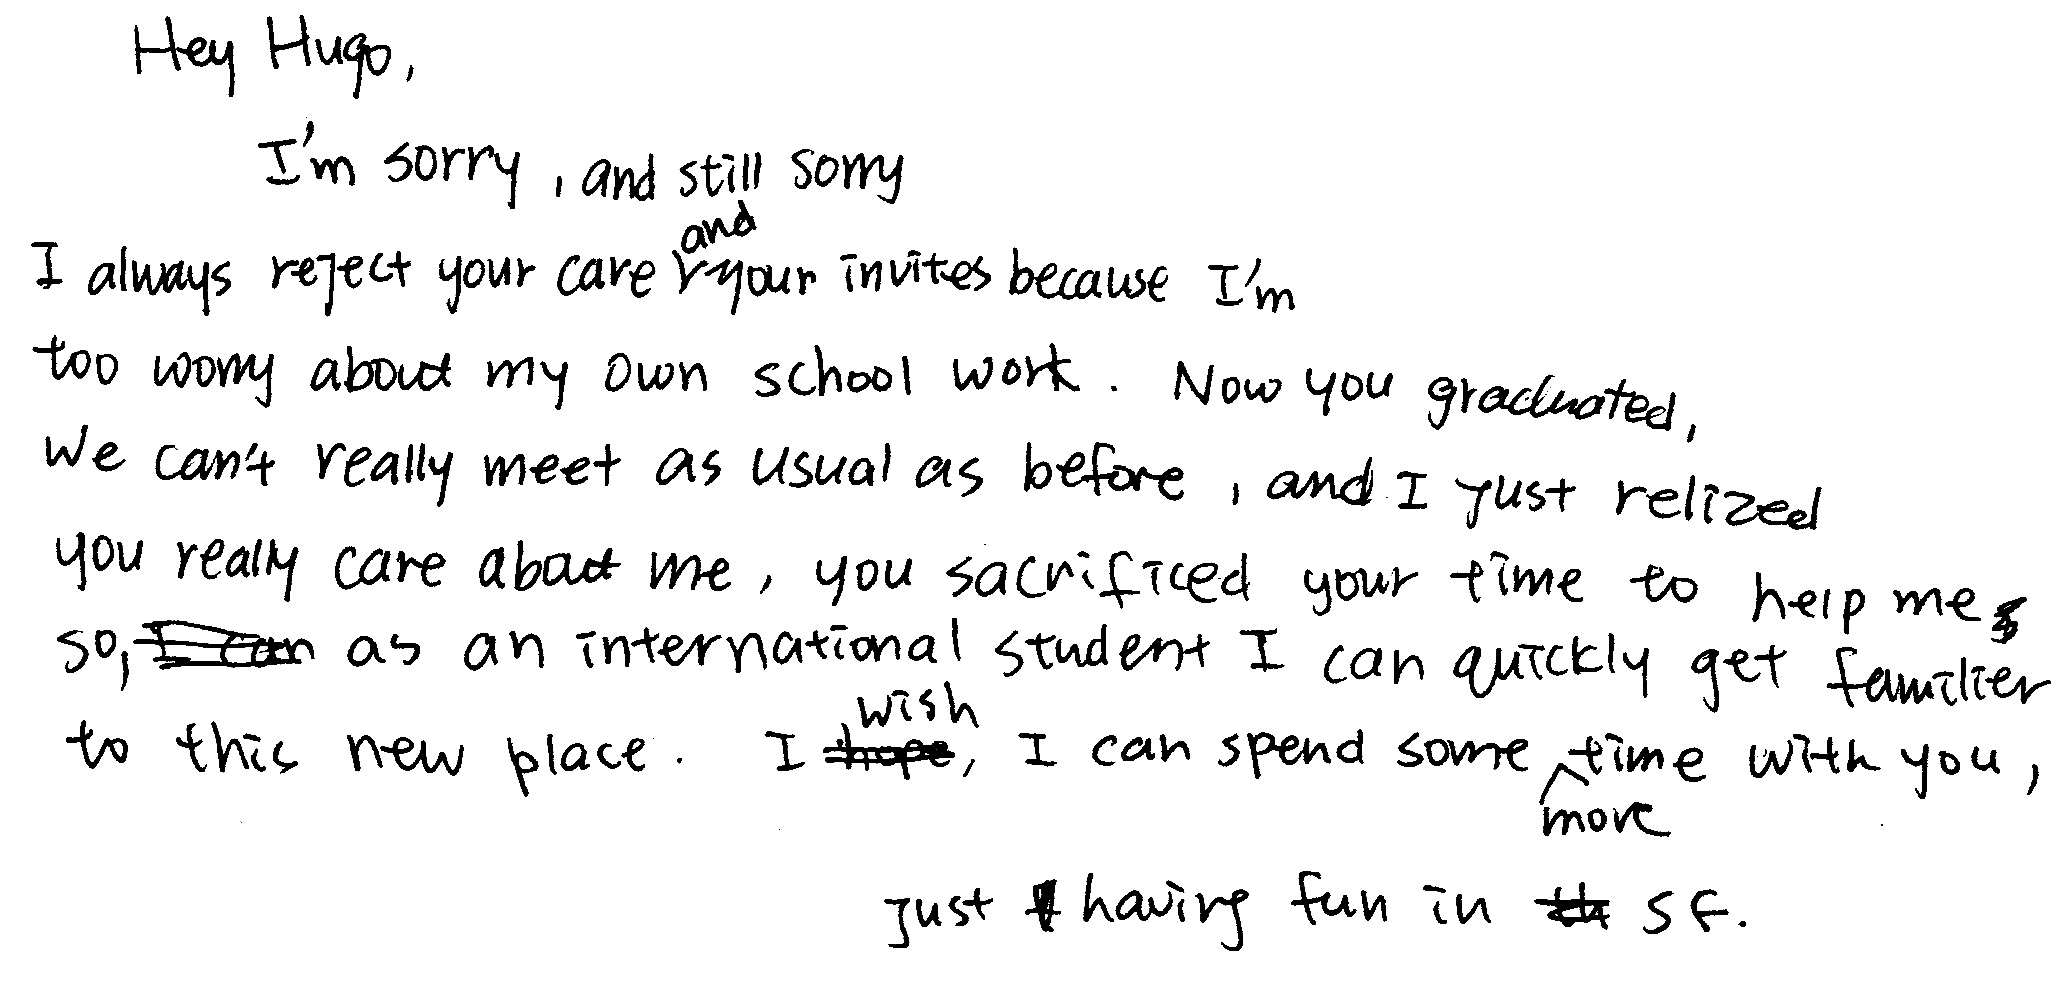 Hey Hugo,
I'm sorry, and still sorry
I always reject your care and your invites because I'm
too worry about my own school work. Now you graduated,
We can't really meet as usual as before, and I just relized
you really care about me, you sacrificed your time to help me
so, I can as an international student I can quickly get familier
to this new place. I hope wish, I can spend some more time with you,
just having fun in th SF.